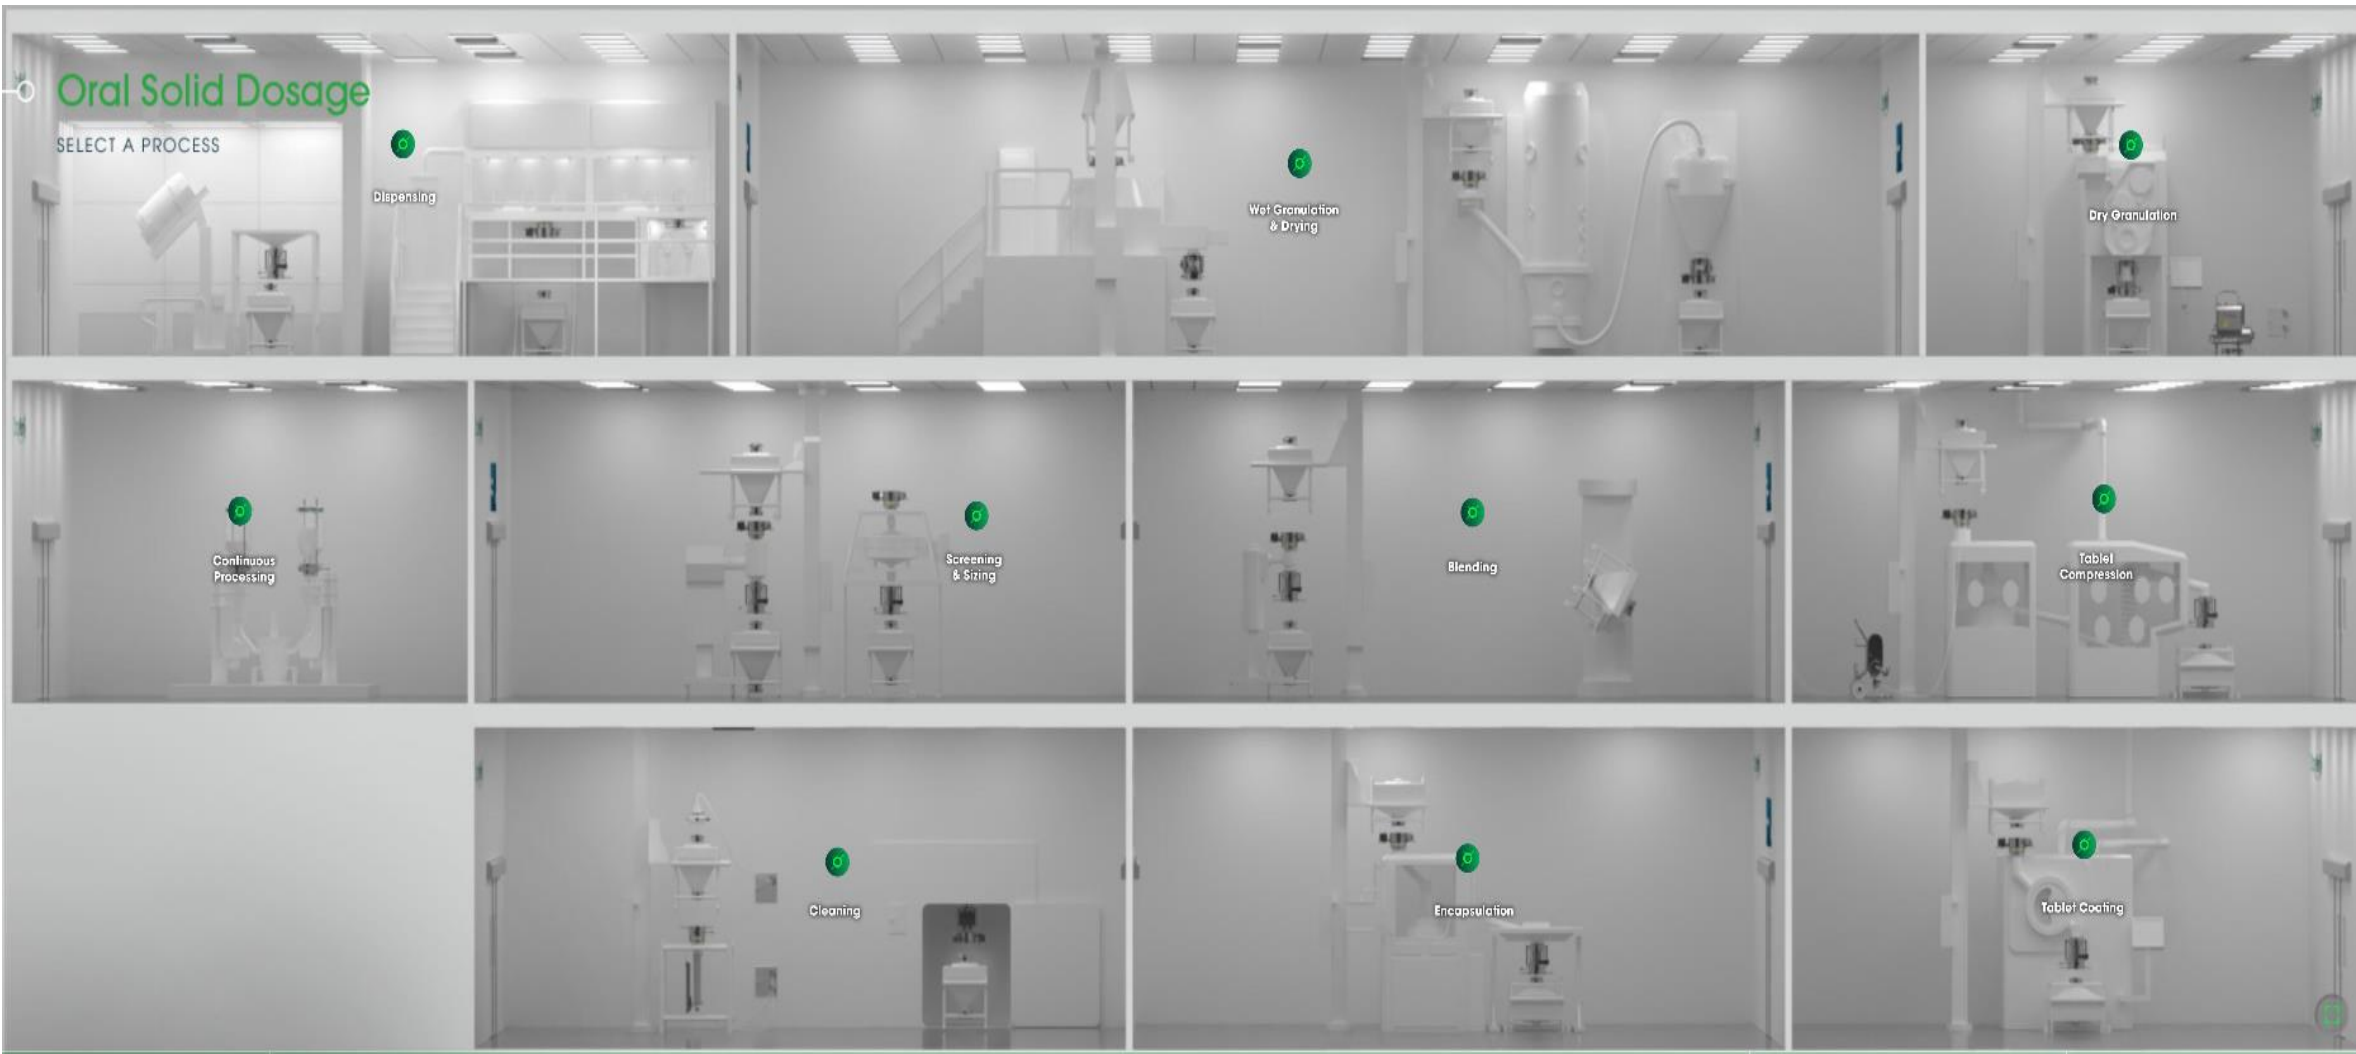 Oral Solid Dosage
SELECT A PROCESS
Dispensing
Wet Granulation
& Drying
Dry Granulation
Continuous
Processing
Screening
& Sizing
Blending
Tablet
Compression
Cleaning
Encapsulation
Tablet Coating